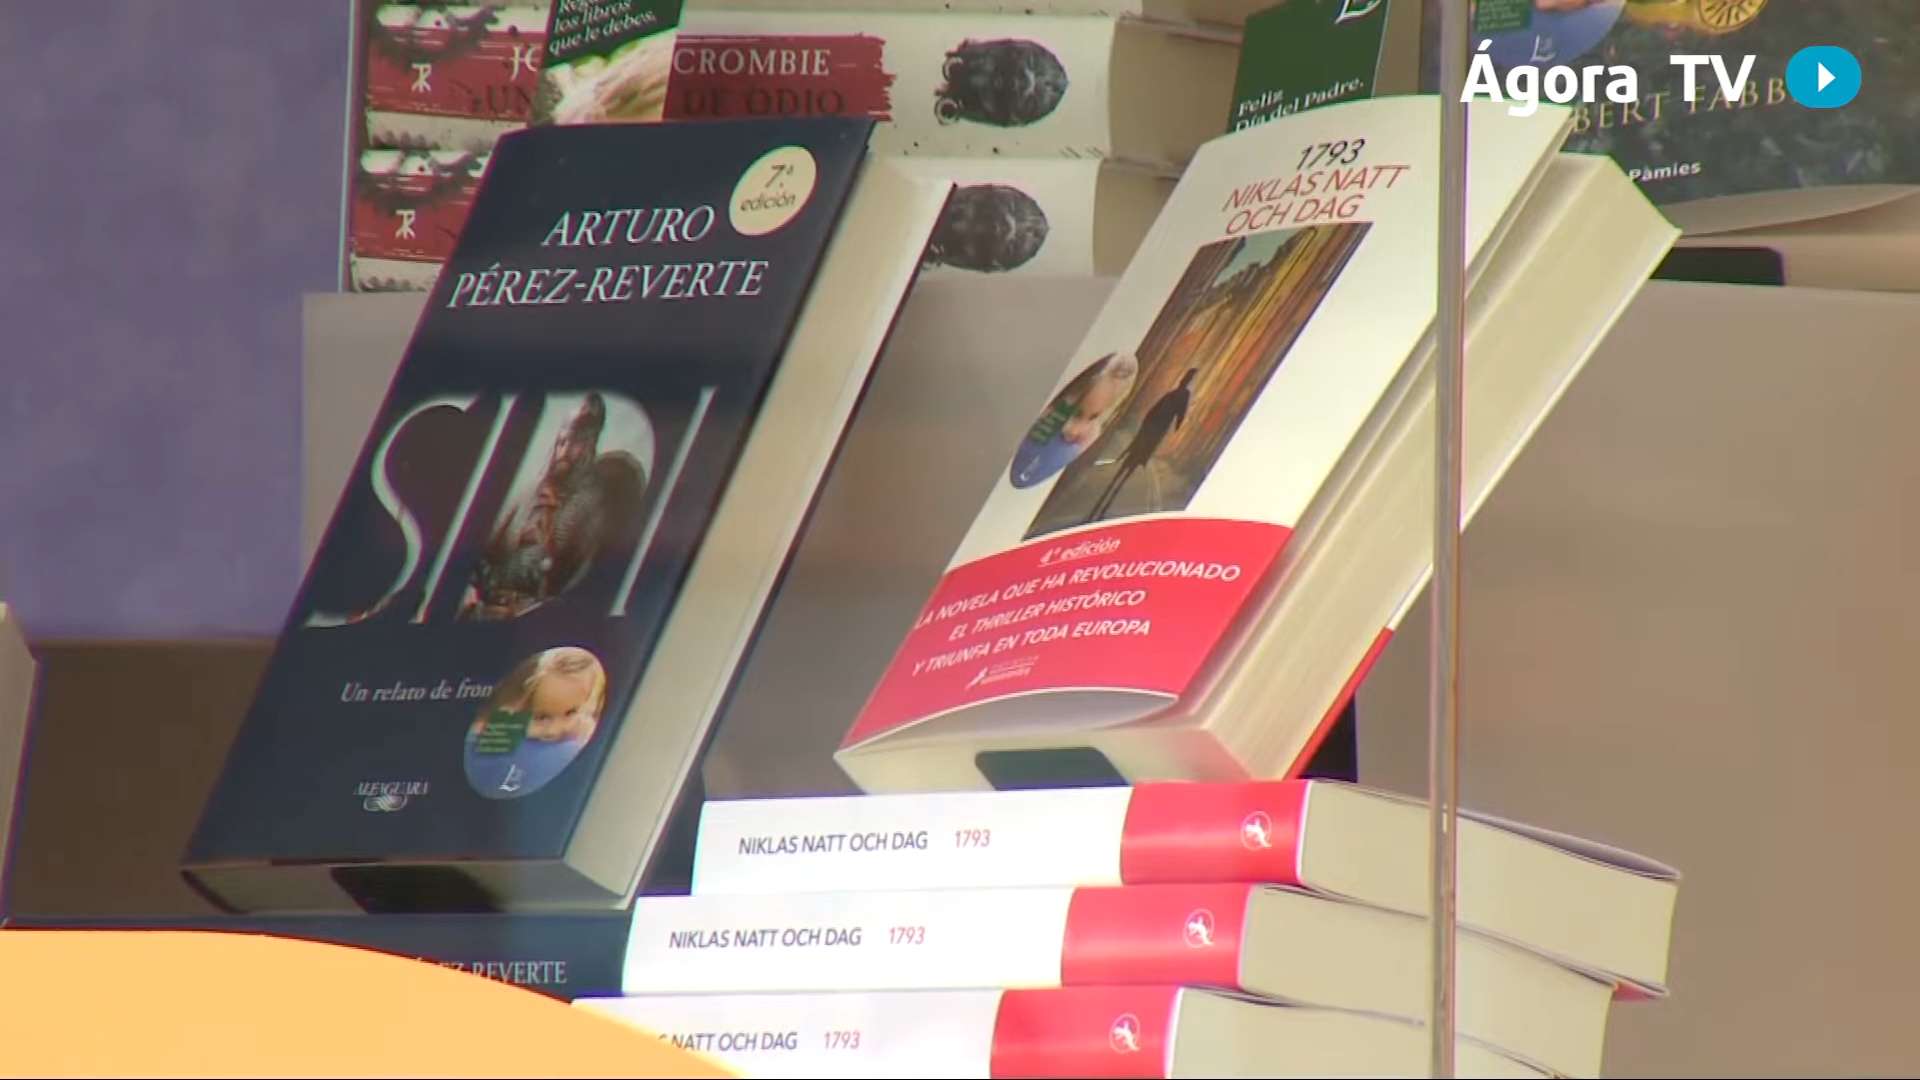 los libros
que le debes.
CROMBIE
DE ODIO
Feliz
Día del Padre.
Ágora TV
Pàmies
7.ª
edición
ARTURO
PÉREZ-REVERTE
SIDI
Un relato de fron
ALFAGUARA
1793
NIKLAS NATT
OCH DAG
4ª edición
LA NOVELA QUE HA REVOLUCIONADO
EL THRILLER HISTÓRICO
Y TRIUNFA EN TODA EUROPA
NIKLAS NATT OCH DAG 1793
NIKLAS NATT OCH DAG 1793
NATT OCH DAG 1793
REVERTE